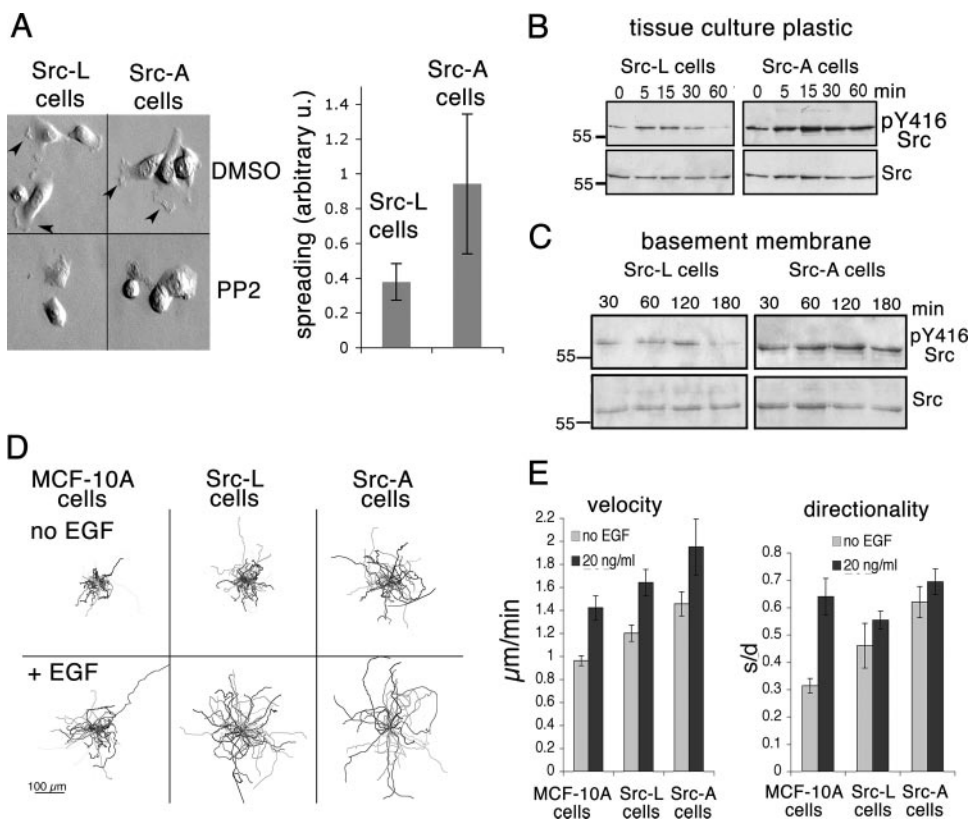 A
Src-L cells
Src-A cells
DMSO
PP2
spreading (arbitrary u.)
1.4
1.2
1
0.8
0.6
0.4
0.2
0
Src-L cells
Src-A cells
B
tissue culture plastic
Src-L cells
Src-A cells
0 5 15 30 60
0 5 15 30 60 min
55
pY416 Src
55
Src
C
basement membrane
Src-L cells
Src-A cells
30 60 120 180
30 60 120 180 min
55
pY416 Src
55
Src
D
MCF-10A cells
Src-L cells
Src-A cells
no EGF
+ EGF
100 µm
E
velocity
no EGF
20 ng/ml
µm/min
2.2
2
1.8
1.6
1.4
1.2
1
0.8
0.6
0.4
0.2
0
MCF-10A cells
Src-L cells
Src-A cells
directionality
no EGF
20 ng/ml
s/d
0.8
0.7
0.6
0.4
0.3
0.1
0
MCF-10A cells
Src-L cells
Src-A cells